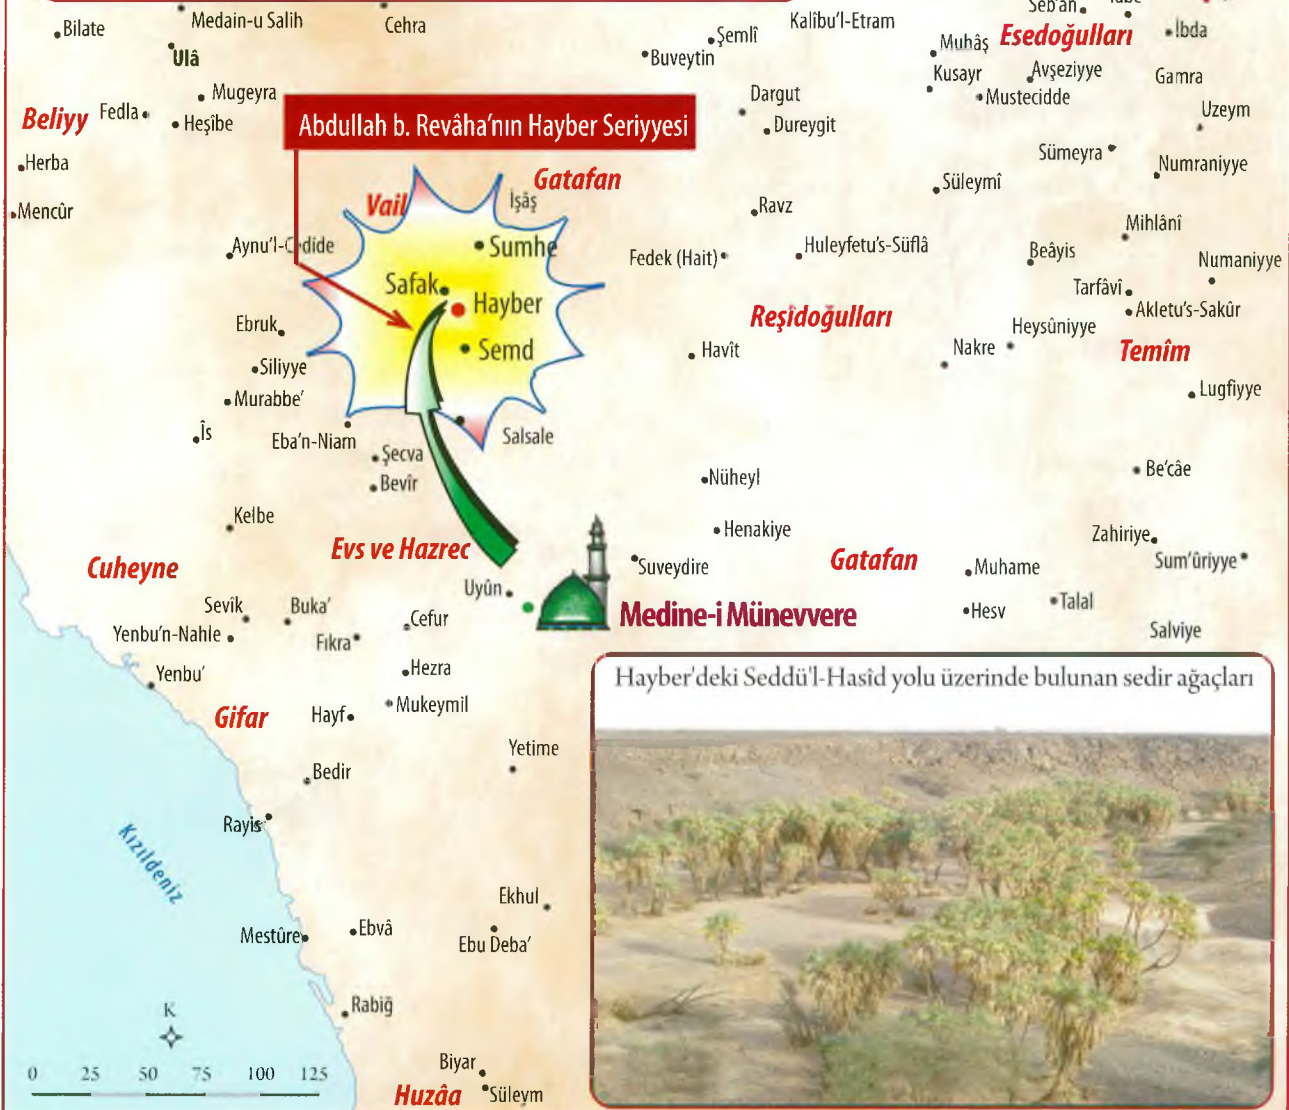 Medain-u Salih
Cehra
Kalîbu'l-Etram
Seb'an
Bilate
Ulâ
Şemlî
Buveytin
Muhâş
Esedoğulları
İbda
Kusayr
Avşeziyye
Mustecidde
Gamra
Uzeym
Beliyy
Fedla
Mugeyra
Heşîbe
Dargut
Dureygit
Abdullah b. Revâha'nın Hayber Seriyyesi
Herba
Mencûr
Sümeyra
Numraniyye
Süleymî
Gatafan
Vail
İşâş
Ravz
Mihlânî
Aynu'l-Cedîde
Sumhe
Fedek (Hait)
Huleyfetu's-Süflâ
Beâyis
Numaniyye
Safak
Hayber
Tarfâvî
Akletu's-Sakûr
Reşîdoğulları
Ebruk
Semd
Heysûniyye
Havît
Nakre
Temîm
Siliyye
Murabbe'
Lugfiyye
Îs
Eba'n-Niam
Salsale
Şecva
Bevîr
Nüheyl
Be'câe
Kelbe
Henakiye
Zahiriye
Evs ve Hazrec
Cuheyne
Suveydire
Gatafan
Muhame
Sum'ûriyye
Uyûn
Medine-i Münevvere
Hesv
Talal
Salviye
Sevîk
Buka'
Cefur
Yenbu'n-Nahle
Fıkra
Yenbu'
Hezra
Mukeymil
Gifar
Hayf
Hayber'deki Seddü'l-Hasîd yolu üzerinde bulunan sedir ağaçları
Bedir
Yetime
Rayis
Kızıldeniz
Ekhul
Mestûre
Ebvâ
Ebu Deba'
Rabiğ
K
0 25 50 75 100 125
Biyar
Süleym
Huzâa